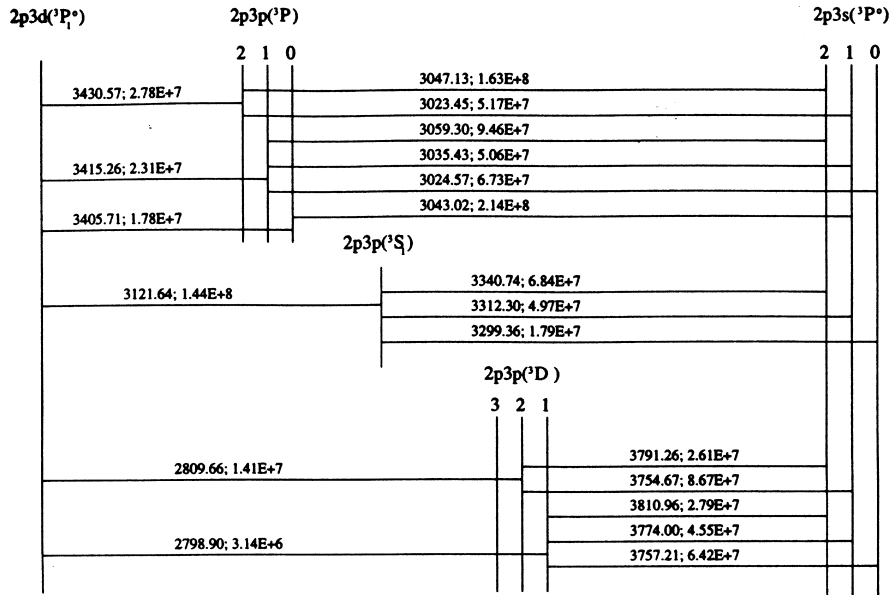 2p3d(³P₁°) 2p3p(³P) 2p3s(³P°)
2 1 0 2 1 0
3047.13; 1.63E+8
3430.57; 2.78E+7
3023.45; 5.17E+7
3059.30; 9.46E+7
3035.43; 5.06E+7
3415.26; 2.31E+7
3024.57; 6.73E+7
3043.02; 2.14E+8
3405.71; 1.78E+7
2p3p(³S₁)
3340.74; 6.84E+7
3121.64; 1.44E+8
3312.30; 4.97E+7
3299.36; 1.79E+7
2p3p(³D )
3 2 1
3791.26; 2.61E+7
2809.66; 1.41E+7
3754.67; 8.67E+7
3810.96; 2.79E+7
3774.00; 4.55E+7
2798.90; 3.14E+6
3757.21; 6.42E+7